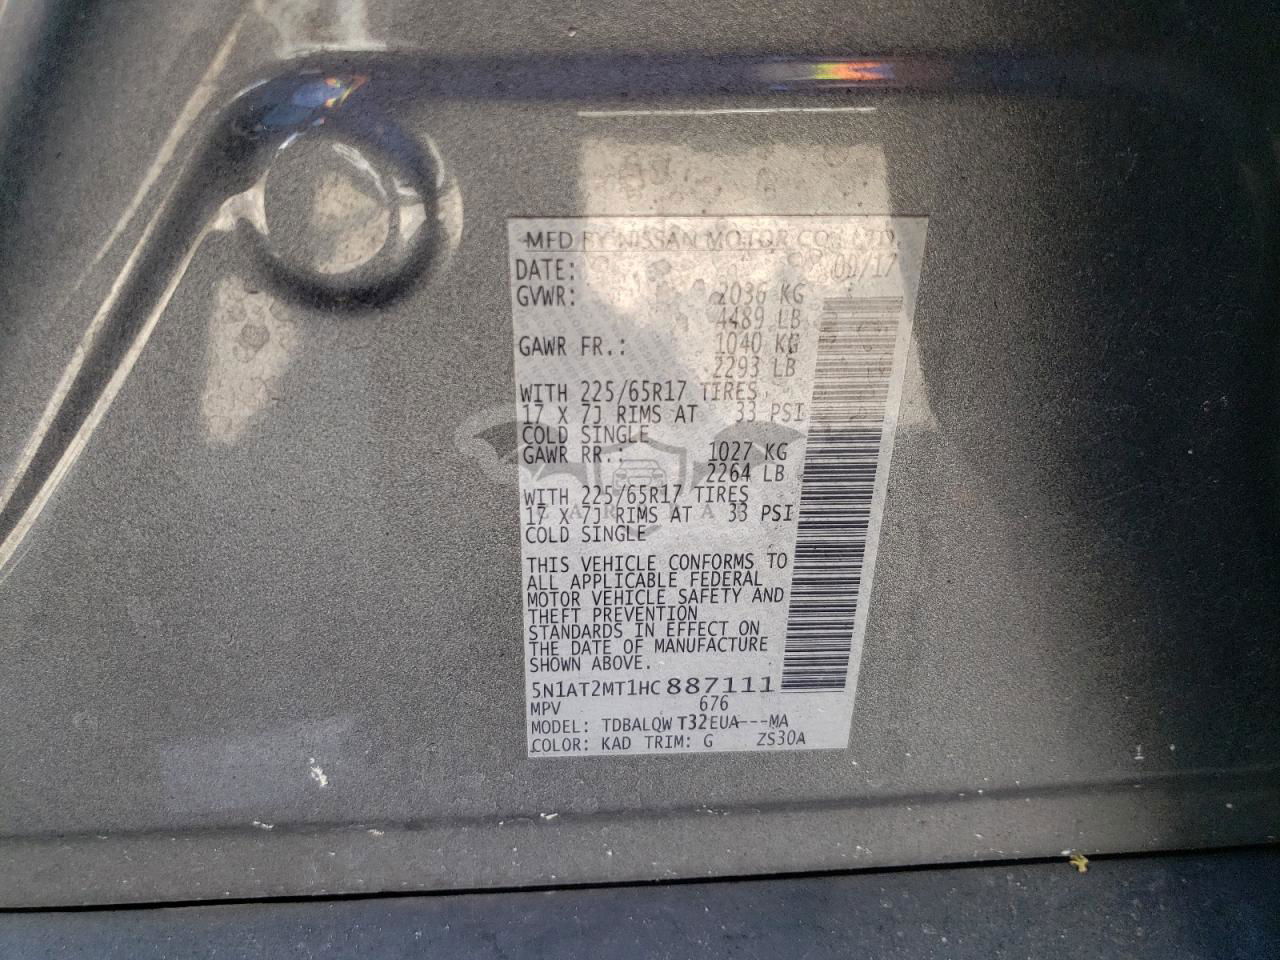 MFD BY NISSAN MOTOR CO., LTD.
DATE: 09/17
GVWR: 2036 KG
4489 LB
GAWR FR.: 1040 KG
2293 LB
WITH 225/65R17 TIRES
17 X 7J RIMS AT 33 PSI
COLD SINGLE
GAWR RR.: 1027 KG
2264 LB
WITH 225/65R17 TIRES
17 X 7J RIMS AT 33 PSI
COLD SINGLE
THIS VEHICLE CONFORMS TO
ALL APPLICABLE FEDERAL
MOTOR VEHICLE SAFETY AND
THEFT PREVENTION
STANDARDS IN EFFECT ON
THE DATE OF MANUFACTURE
SHOWN ABOVE.
5N1AT2MT1HC887111
MPV 676
MODEL: TDBALQWT32EUA---MA
COLOR: KAD TRIM: G ZS30A